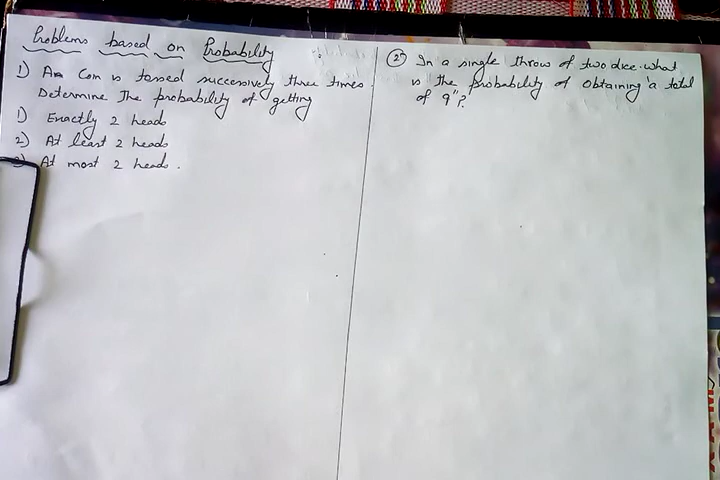 Problems based on Probability
1) A Coin is tossed successively three times.
Determine The probability of getting
1) Exactly 2 heads
2) At least 2 heads
3) At most 2 heads.
2) In a single throw of two dice. what
is the probability of obtaining "a total
of 9"?